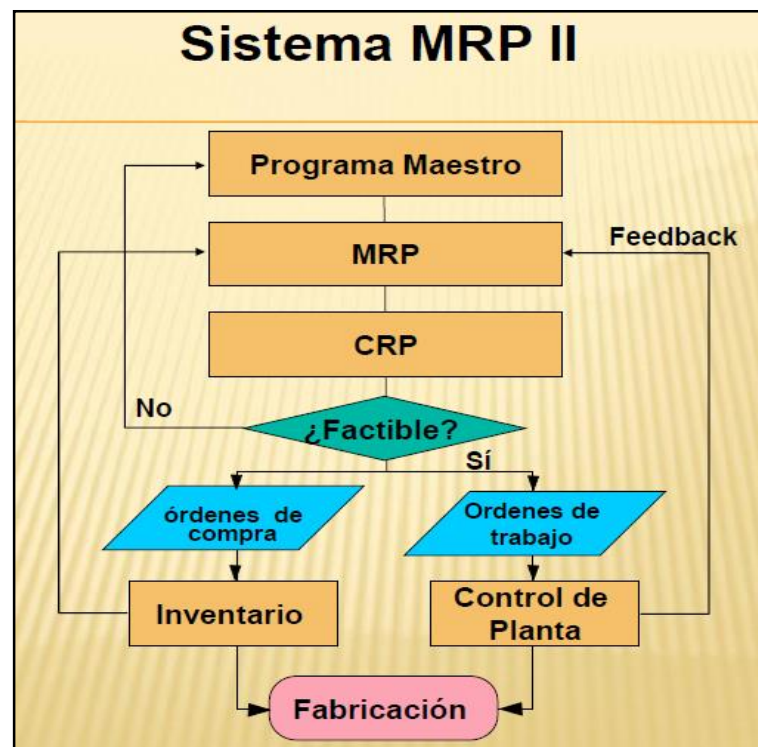 Sistema MRP II
Programa Maestro
Feedback
MRP
CRP
No
¿Factible?
Sí
órdenes de
compra
Ordenes de
trabajo
Inventario
Control de
Planta
Fabricación